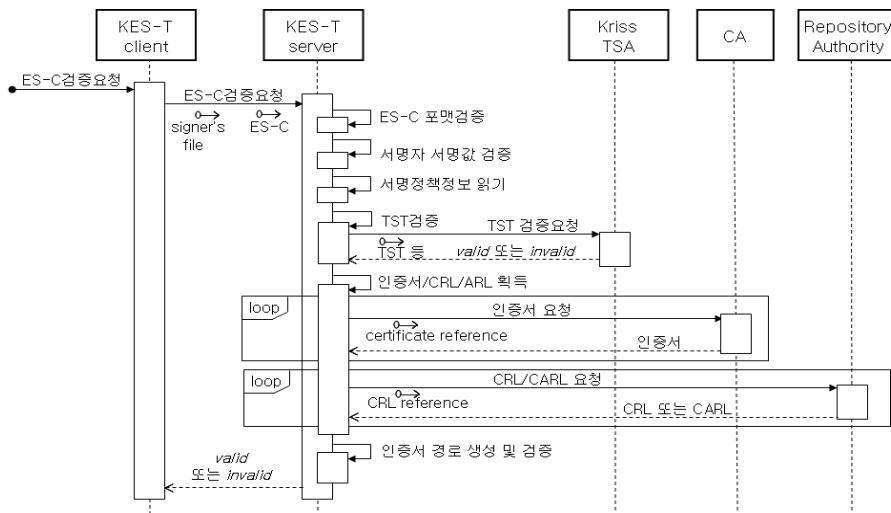 KES-T
client
KES-T
server
Kriss
TSA
CA
Repository
Authority
ES-C검증요청
ES-C검증요청
signer's
file
ES-C
ES-C 포맷검증
서명자 서명값 검증
서명정책정보 읽기
TST검증
TST 검증요청
TST 등
valid 또는 invalid
인증서/CRL/ARL 획득
loop
인증서 요청
certificate reference
인증서
loop
CRL/CARL 요청
CRL reference
CRL 또는 CARL
인증서 경로 생성 및 검증
valid
또는 invalid